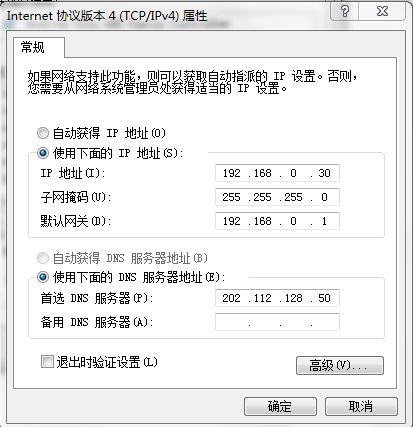 Internet 协议版本 4 (TCP/IPv4) 属性
常规
如果网络支持此功能，则可以获取自动指派的 IP 设置。否则，
您需要从网络系统管理员处获得适当的 IP 设置。
自动获得 IP 地址(O)
使用下面的 IP 地址(S):
IP 地址(I): 192 .168 . 0 . 30
子网掩码(U): 255 .255 .255 . 0
默认网关(D): 192 .168 . 0 . 1
自动获得 DNS 服务器地址(B)
使用下面的 DNS 服务器地址(E):
首选 DNS 服务器(P): 202 .112 .128 . 50
备用 DNS 服务器(A): . . .
退出时验证设置(L)
高级(V)...
确定 取消